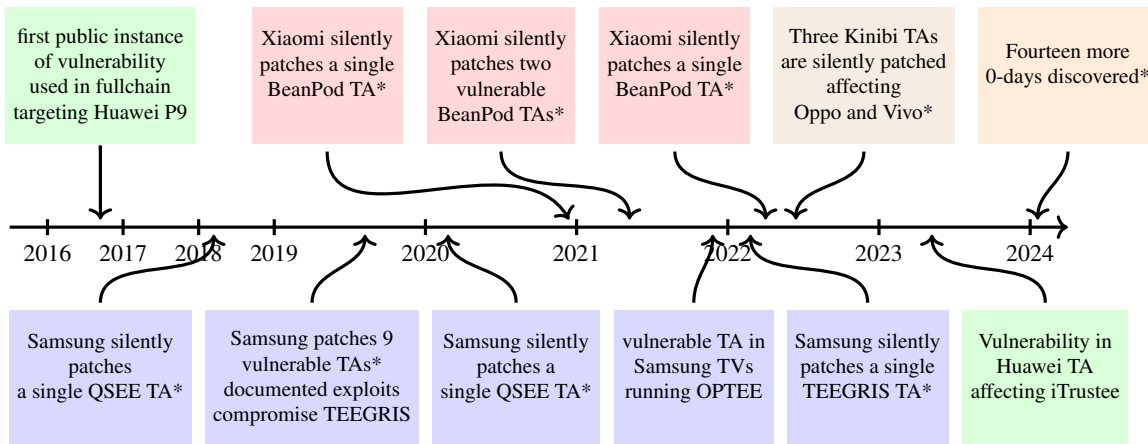 first public instance
of vulnerability
used in fullchain
targeting Huawei P9
Xiaomi silently
patches a single
BeanPod TA*
Xiaomi silently
patches two
vulnerable
BeanPod TAs*
Xiaomi silently
patches a single
BeanPod TA*
Three Kinibi TAs
are silently patched
affecting
Oppo and Vivo*
Fourteen more
0-days discovered*
2016 2017 2018 2019 2020 2021 2022 2023 2024
Samsung silently
patches
a single QSEE TA*
Samsung patches 9
vulnerable TAs*
documented exploits
compromise TEEGRIS
Samsung silently
patches a
single QSEE TA*
vulnerable TA in
Samsung TVs
running OPTEE
Samsung silently
patches a single
TEEGRIS TA*
Vulnerability in
Huawei TA
affecting iTrustee